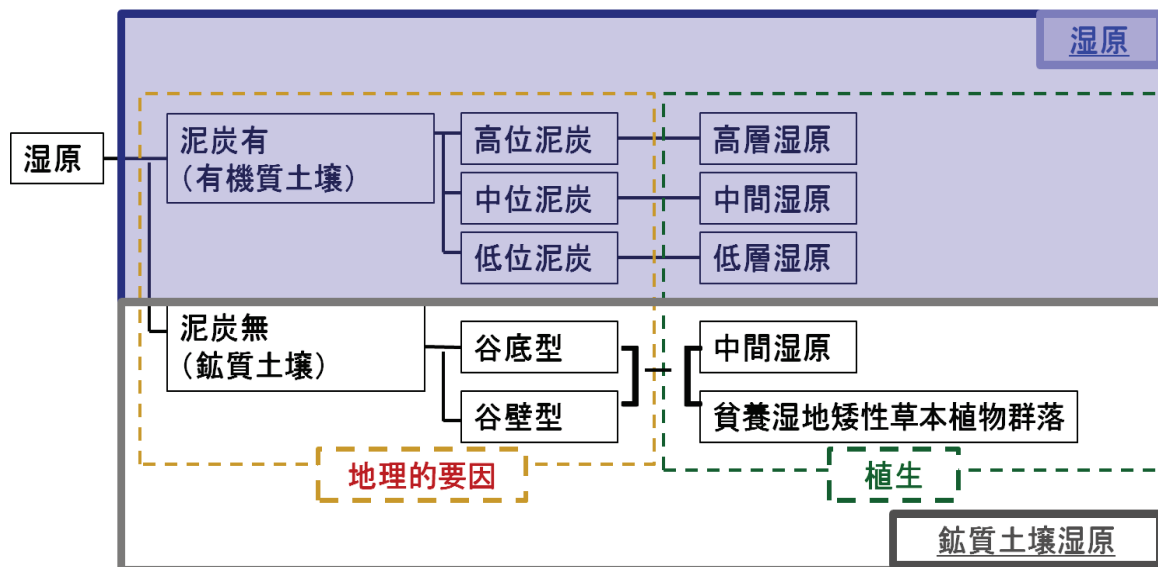 湿原
湿原
泥炭有
（有機質土壌）
高位泥炭
高層湿原
中位泥炭
中間湿原
低位泥炭
低層湿原
泥炭無
（鉱質土壌）
谷底型
中間湿原
谷壁型
貧養湿地矮性草本植物群落
地理的要因
植生
鉱質土壌湿原